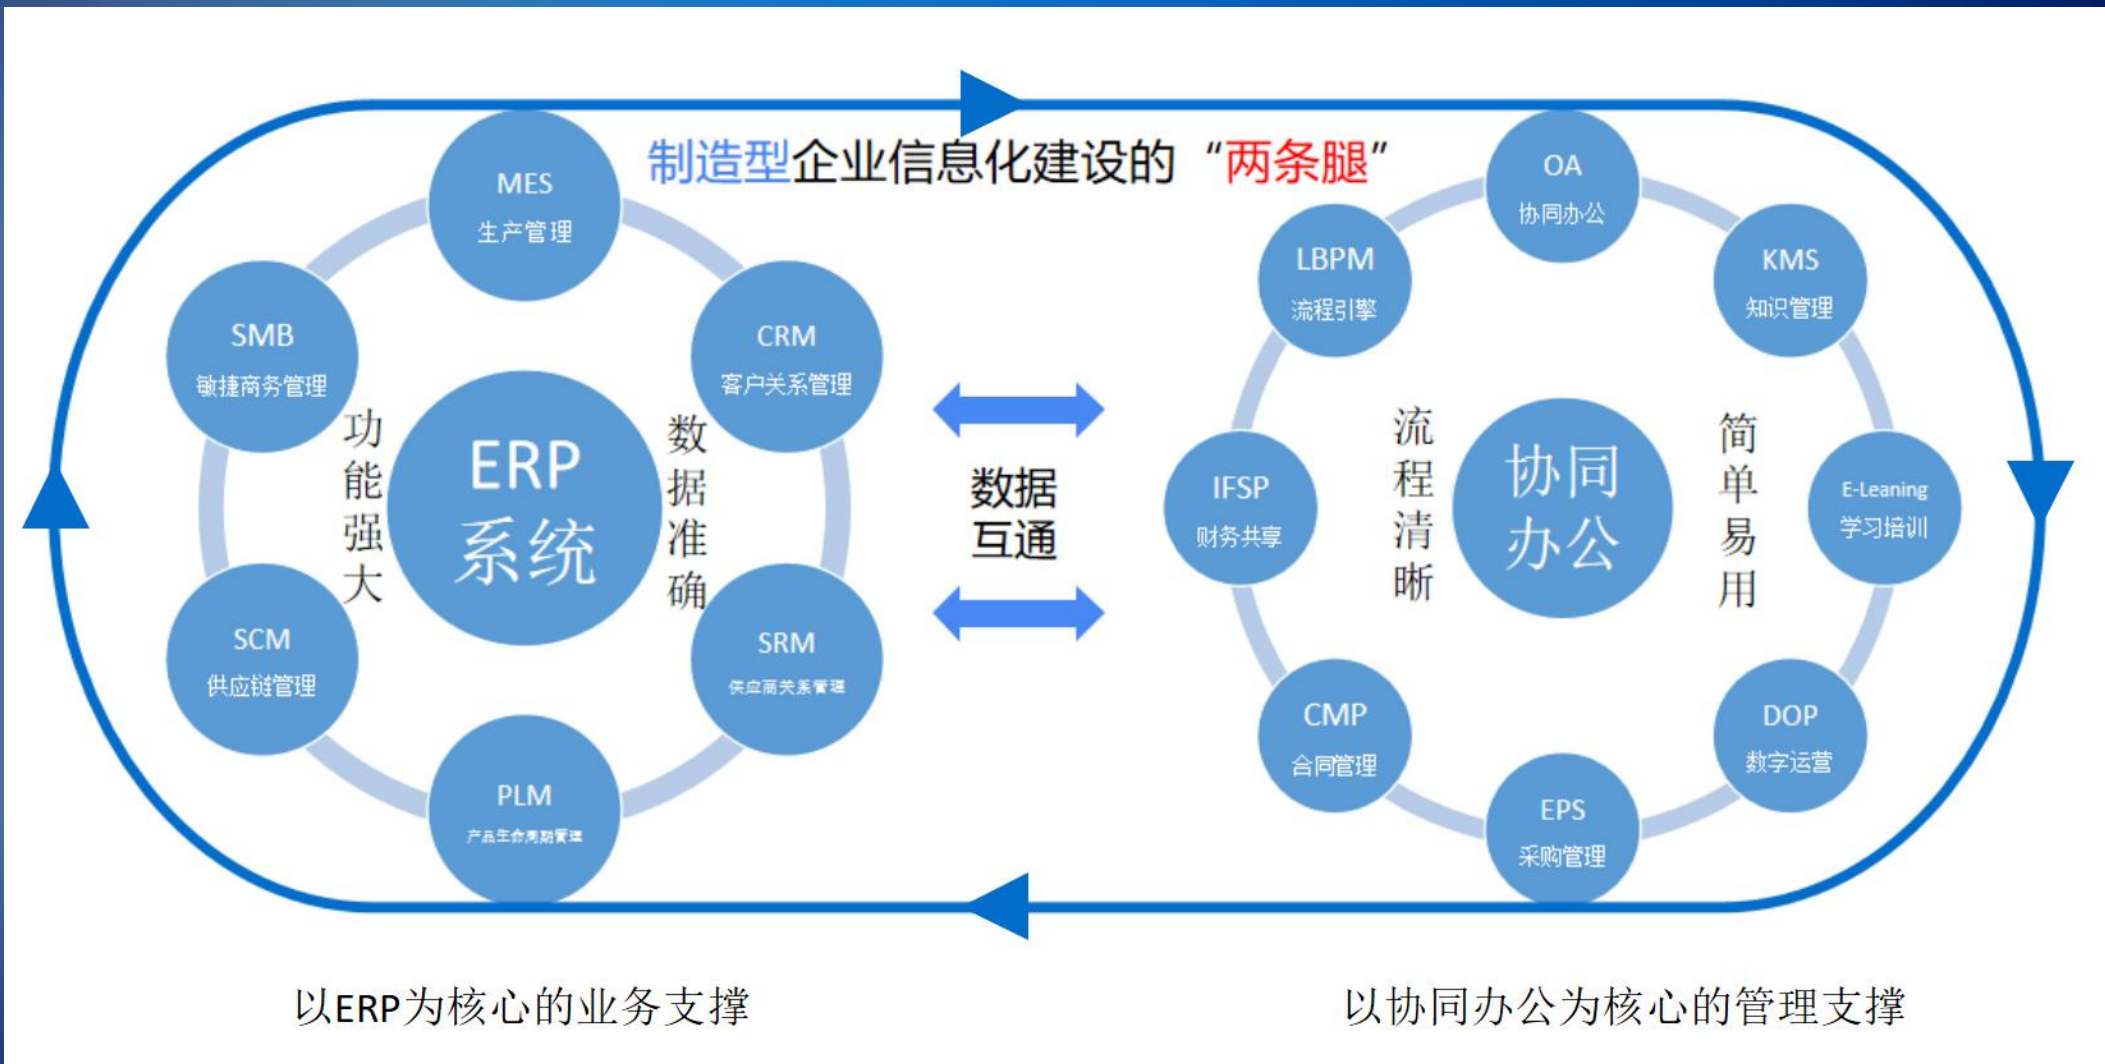 制造型企业信息化建设的“两条腿”
MES
生产管理
SMB
敏捷商务管理
CRM
客户关系管理
功能强大
ERP
系统
数据准确
SCM
供应链管理
SRM
供应商关系管理
PLM
产品生命周期管理
数据
互通
OA
协同办公
LBPM
流程引擎
KMS
知识管理
IFSP
财务共享
流程清晰
协同
办公
简单易用
E-Leaning
学习培训
CMP
合同管理
DOP
数字运营
EPS
采购管理
以ERP为核心的业务支撑
以协同办公为核心的管理支撑